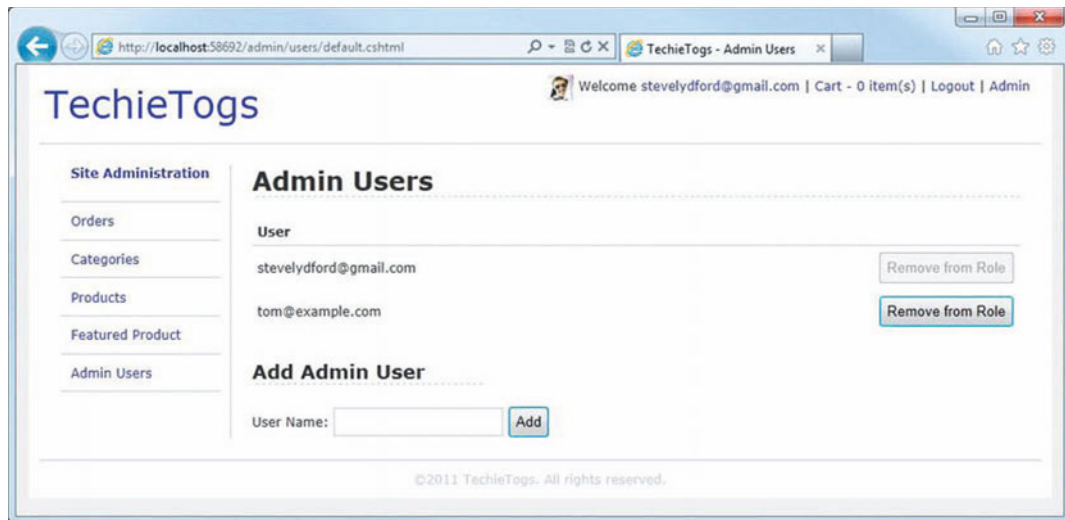 http://localhost:58692/admin/users/default.cshtml
TechieTogs - Admin Users
TechieTogs
Welcome stevelydford@gmail.com | Cart - 0 item(s) | Logout | Admin
Site Administration
Orders
Categories
Products
Featured Product
Admin Users
Admin Users
User
stevelydford@gmail.com
Remove from Role
tom@example.com
Remove from Role
Add Admin User
User Name:
Add
©2011 TechieTogs. All rights reserved.